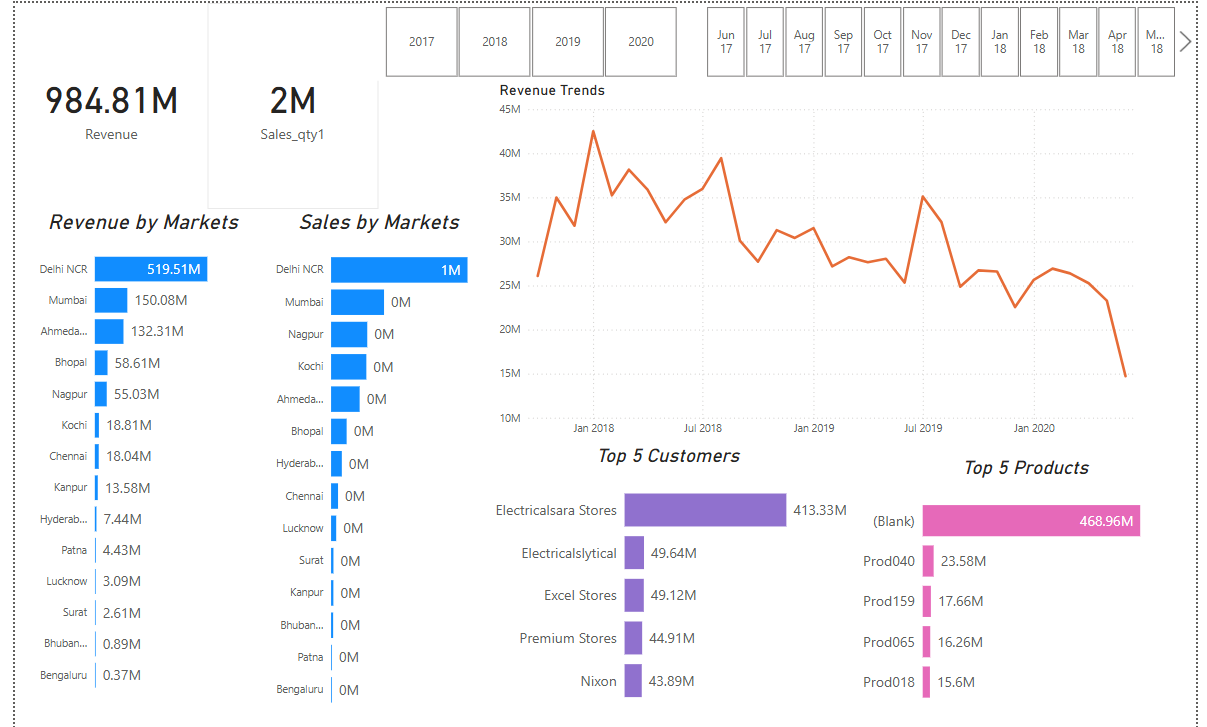 2017 2018 2019 2020
Jun 17 Jul 17 Aug 17 Sep 17 Oct 17 Nov 17 Dec 17 Jan 18 Feb 18 Mar 18 Apr 18 M... 18
984.81M
Revenue
2M
Sales_qty1
Revenue Trends
45M
40M
35M
30M
25M
20M
15M
10M
Jan 2018 Jul 2018 Jan 2019 Jul 2019 Jan 2020
Revenue by Markets
Delhi NCR 519.51M
Mumbai 150.08M
Ahmeda... 132.31M
Bhopal 58.61M
Nagpur 55.03M
Kochi 18.81M
Chennai 18.04M
Kanpur 13.58M
Hyderab... 7.44M
Patna 4.43M
Lucknow 3.09M
Surat 2.61M
Bhuban... 0.89M
Bengaluru 0.37M
Sales by Markets
Delhi NCR 1M
Mumbai 0M
Nagpur 0M
Kochi 0M
Ahmeda... 0M
Bhopal 0M
Hyderab... 0M
Chennai 0M
Lucknow 0M
Surat 0M
Kanpur 0M
Bhuban... 0M
Patna 0M
Bengaluru 0M
Top 5 Customers
Electricalsara Stores 413.33M
Electricalslytical 49.64M
Excel Stores 49.12M
Premium Stores 44.91M
Nixon 43.89M
Top 5 Products
(Blank) 468.96M
Prod040 23.58M
Prod159 17.66M
Prod065 16.26M
Prod018 15.6M